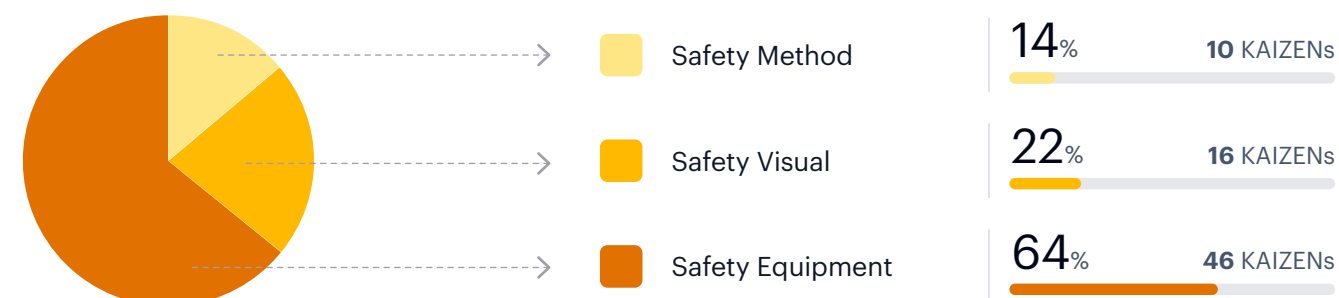 Safety Method 14% 10 KAIZENs
Safety Visual 22% 16 KAIZENs
Safety Equipment 64% 46 KAIZENs